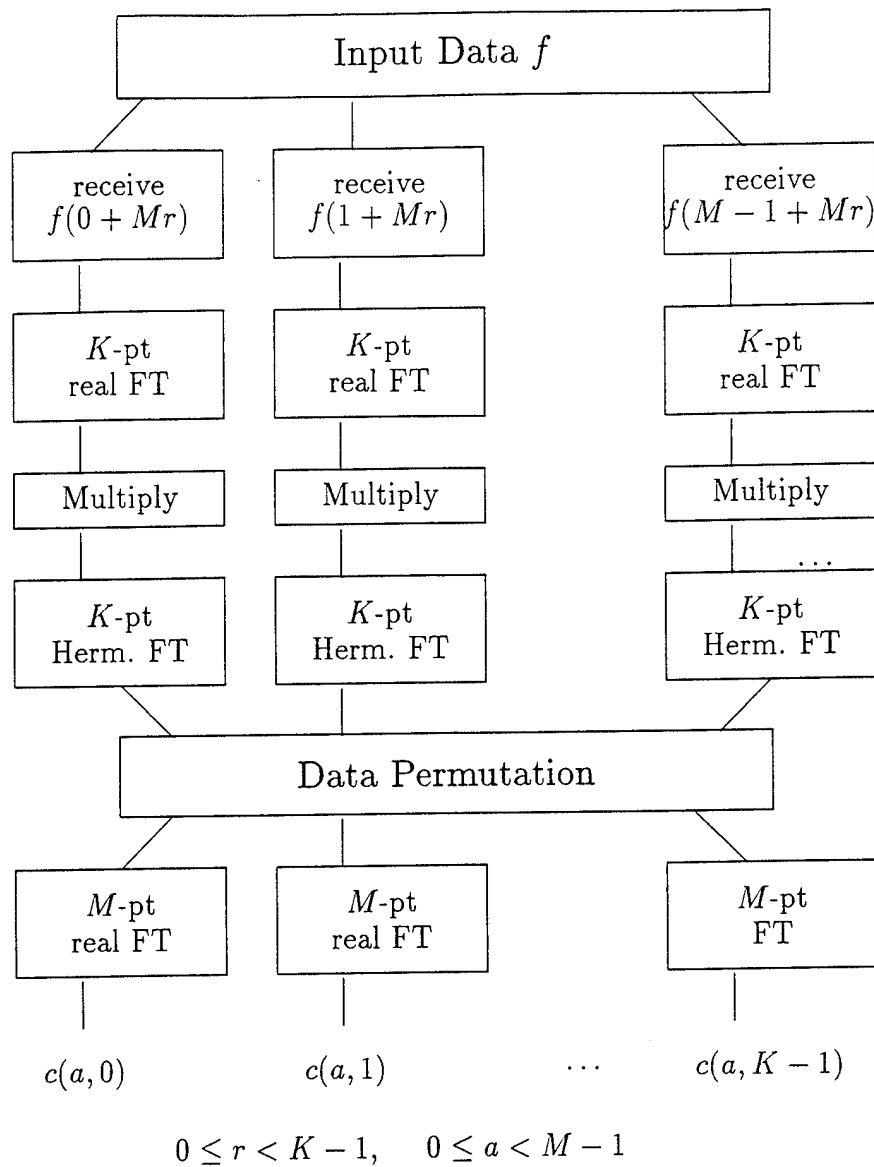 Input Data f
receive
f(0 + Mr)
receive
f(1 + Mr)
receive
f(M − 1 + Mr)
K-pt
real FT
K-pt
real FT
K-pt
real FT
Multiply
Multiply
Multiply
...
K-pt
Herm. FT
K-pt
Herm. FT
K-pt
Herm. FT
Data Permutation
M-pt
real FT
M-pt
real FT
M-pt
FT
c(a, 0)
c(a, 1)
...
c(a, K − 1)
0 ≤ r < K − 1, 0 ≤ a < M − 1